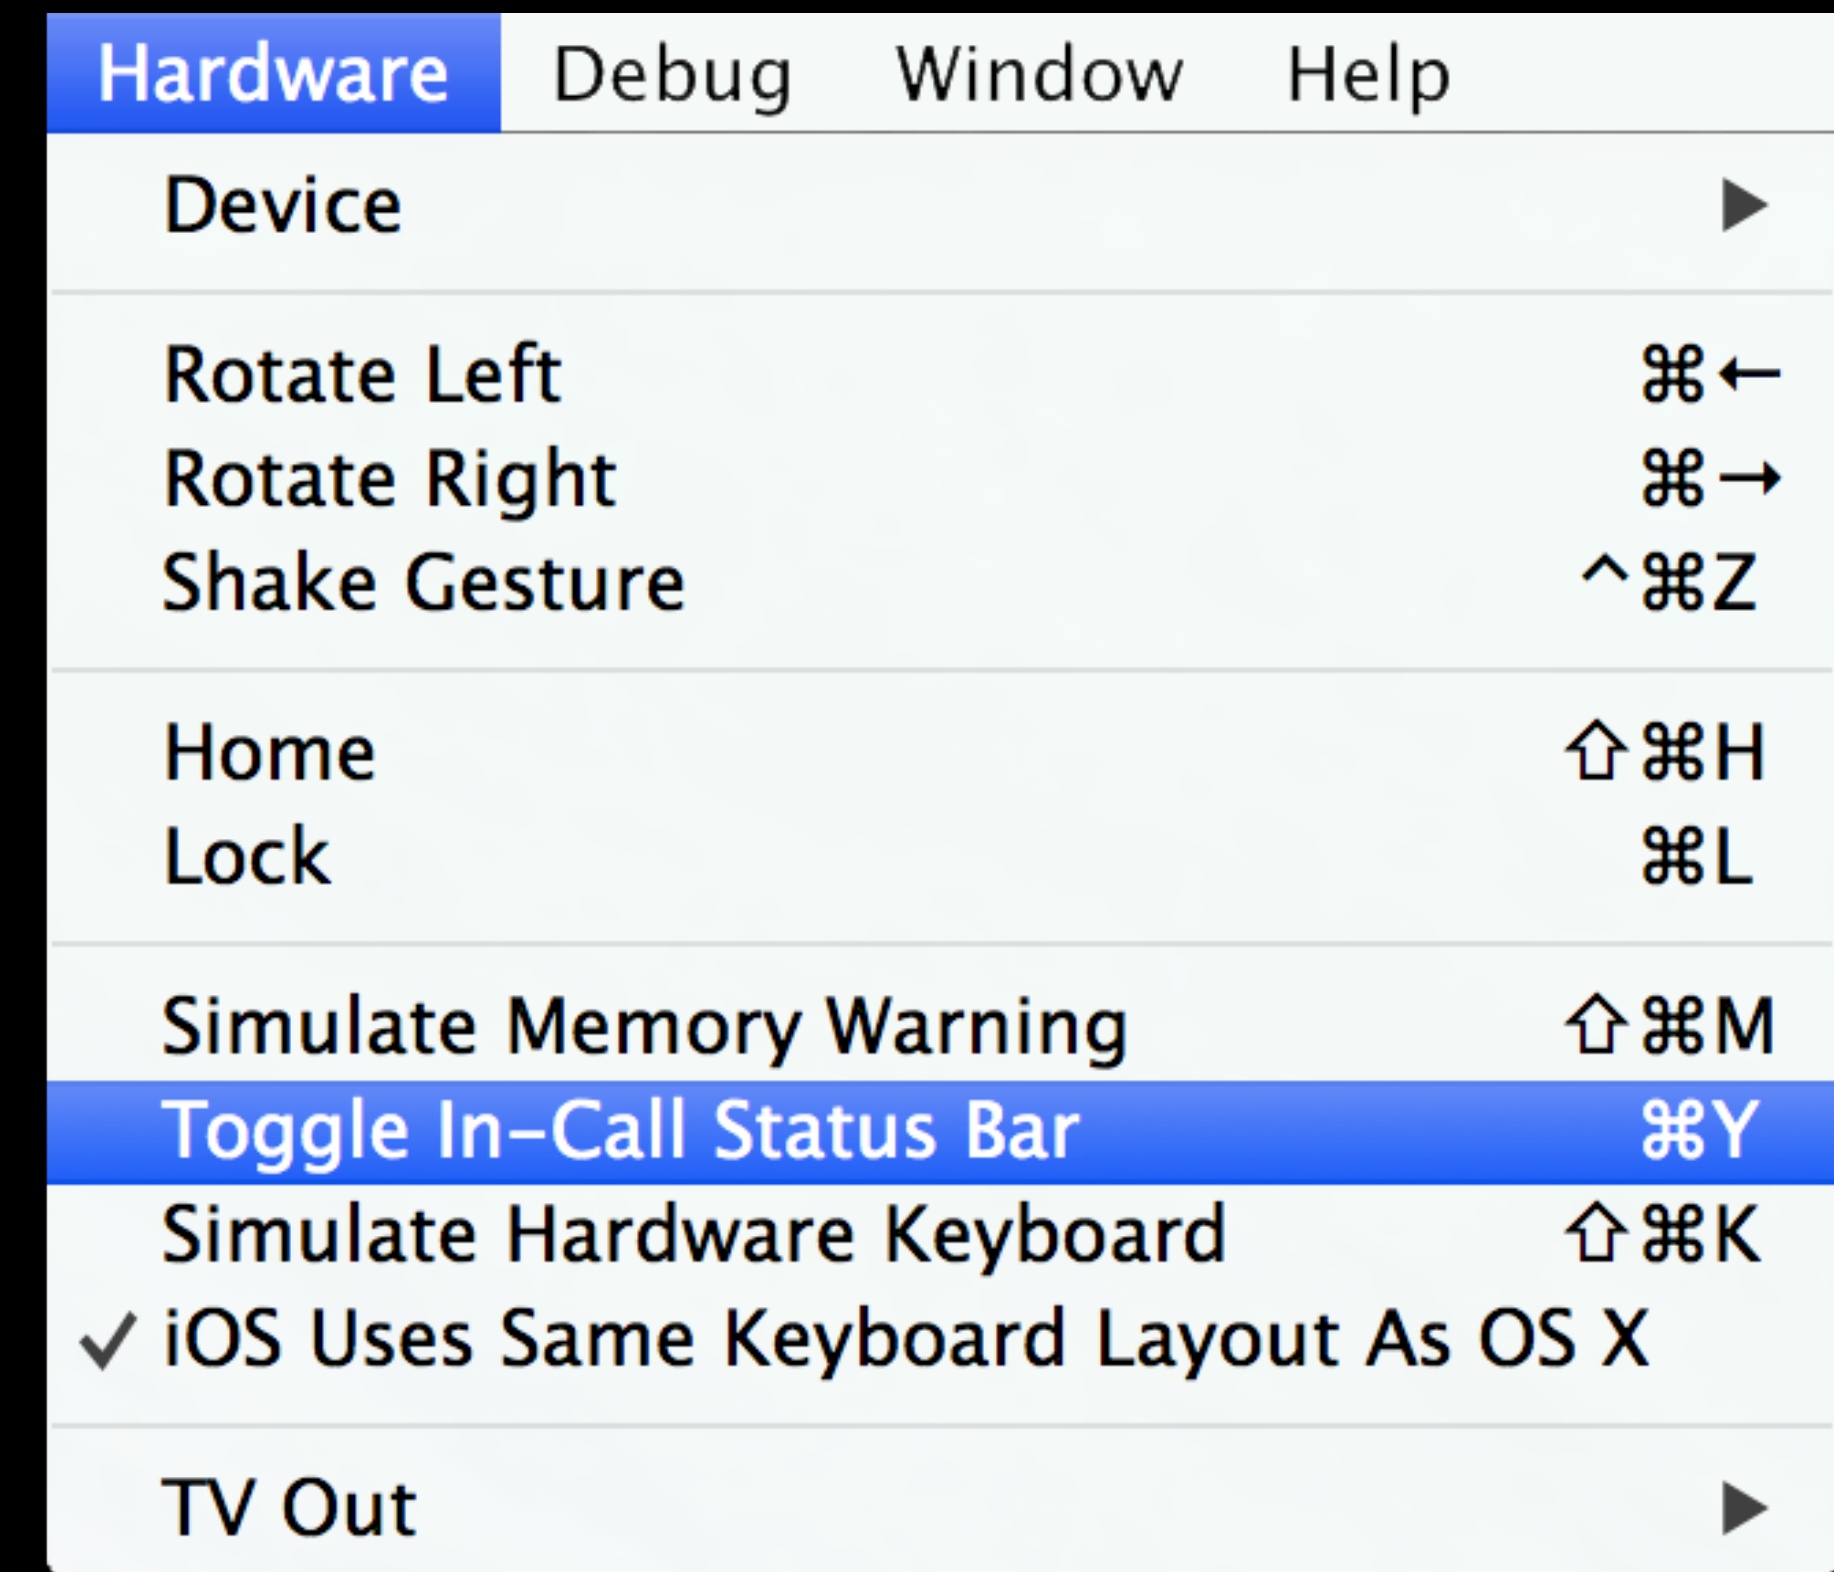 Hardware Debug Window Help
Device ▶
Rotate Left ⌘←
Rotate Right ⌘→
Shake Gesture ^⌘Z
Home ⇧⌘H
Lock ⌘L
Simulate Memory Warning ⇧⌘M
Toggle In-Call Status Bar ⌘Y
Simulate Hardware Keyboard ⇧⌘K
✓ iOS Uses Same Keyboard Layout As OS X
TV Out ▶